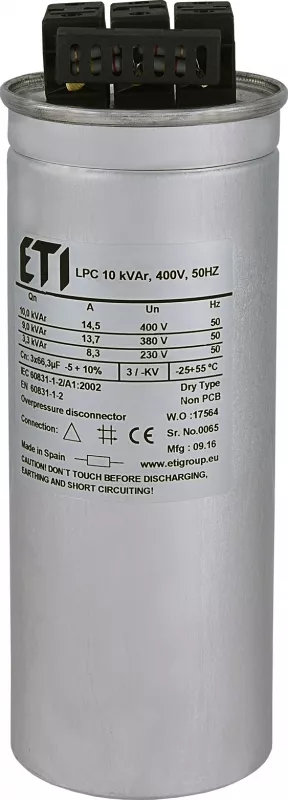 ETI
LPC 10 kVAr, 400V, 50HZ
Qn A Un Hz
10,0 kVAr 14,5 400 V 50
9,0 kVAr 13,7 380 V 50
3,3 kVAr 8,3 230 V 50
Cn: 3x66,3µF -5 + 10% 3 / -KV -25+55 °C
IEC 60831-1-2/A1:2002 Dry Type
EN 60831-1-2 Non PCB
Overpressure disconnector W.O :17564
Connection: CE Sr. No.0065
Mfg : 09.16
Made in Spain www.etigroup.eu
CAUTION! DON´T TOUCH BEFORE DISCHARGING,
EARTHING AND SHORT CIRCUITING!